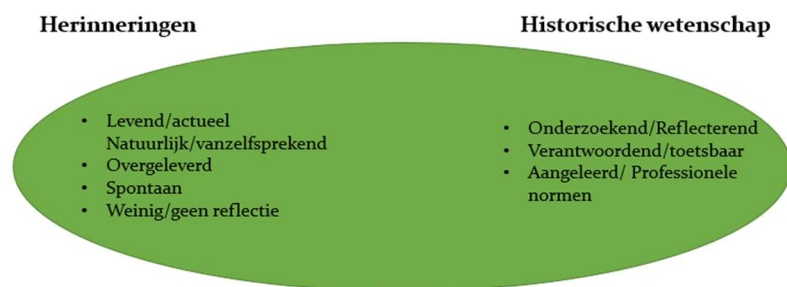 Herinneringen
Historische wetenschap
• Levend/actueel
Natuurlijk/vanzelfsprekend
• Overgeleverd
• Spontaan
• Weinig/geen reflectie
• Onderzoekend/Reflecterend
• Verantwoordend/toetsbaar
• Aangeleerd/ Professionele
normen